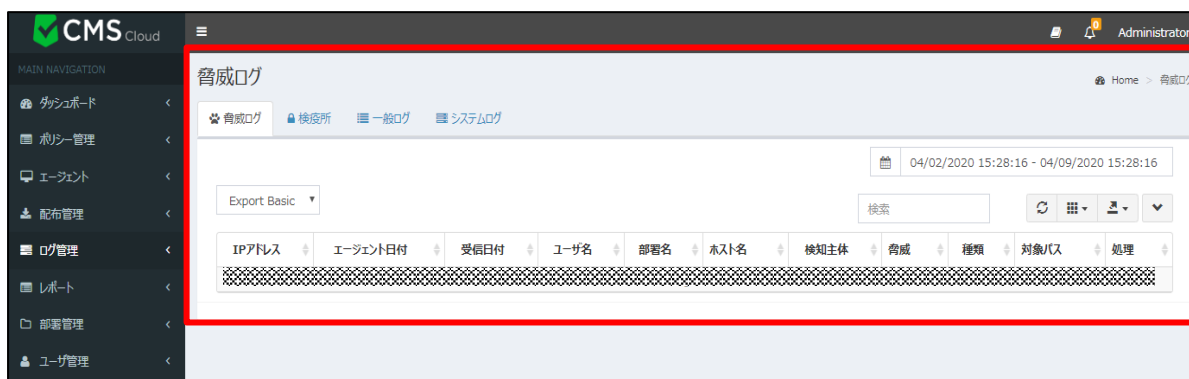 CMS Cloud
0
Administrator
MAIN NAVIGATION
ダッシュボード
ポリシー管理
エージェント
配布管理
ログ管理
レポート
部署管理
ユーザ管理
脅威ログ
Home > 脅威ログ
脅威ログ 検疫所 一般ログ システムログ
04/02/2020 15:28:16 - 04/09/2020 15:28:16
Export Basic
検索
IPアドレス エージェント日付 受信日付 ユーザ名 部署名 ホスト名 検知主体 脅威 種類 対象パス 処理